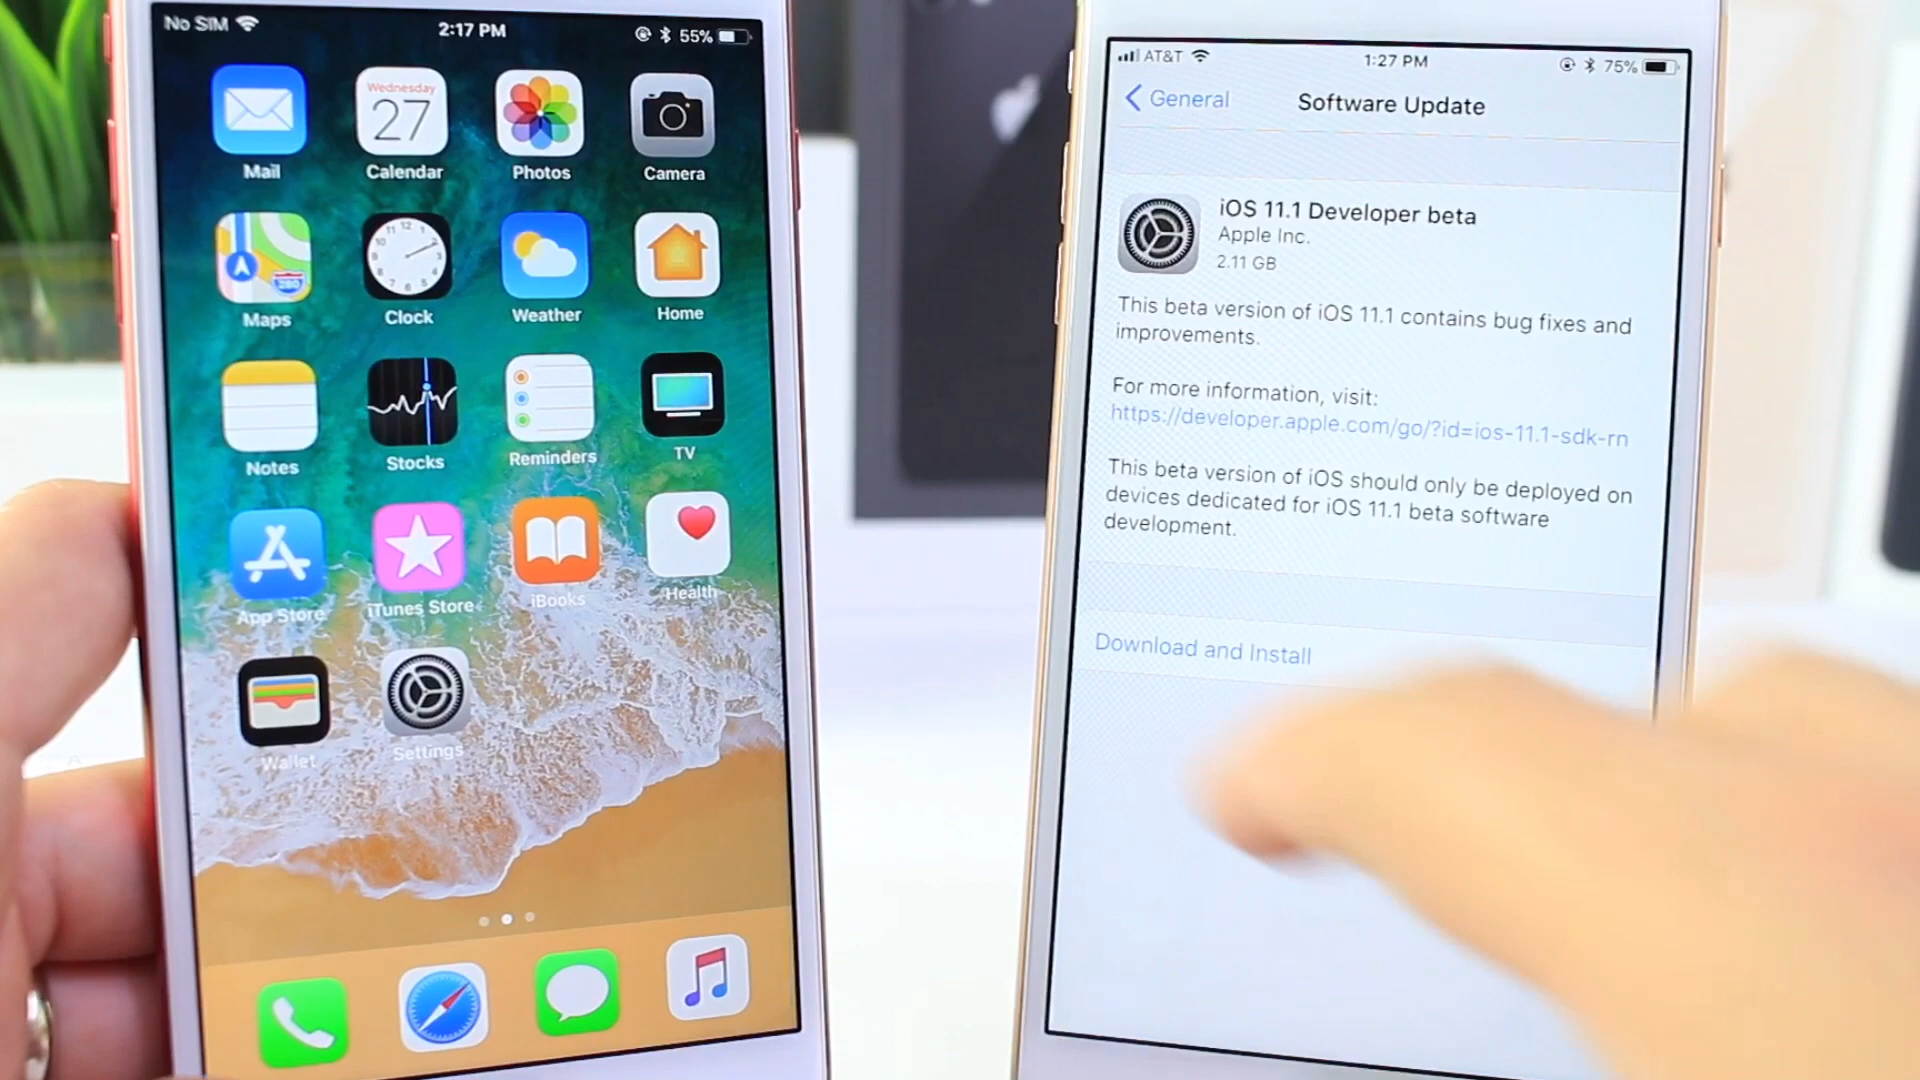 No SIM 2:17 PM 55%
Wednesday
27
Mail Calendar Photos Camera
280
12
Maps Clock Weather Home
Notes Stocks Reminders TV
App Store iTunes Store iBooks Health
Wallet Settings
AT&T 1:27 PM 75%
General Software Update
iOS 11.1 Developer beta
Apple Inc.
2.11 GB
This beta version of iOS 11.1 contains bug fixes and
improvements.
For more information, visit:
https://developer.apple.com/go/?id=ios-11.1-sdk-rn
This beta version of iOS should only be deployed on
devices dedicated for iOS 11.1 beta software
development.
Download and Install